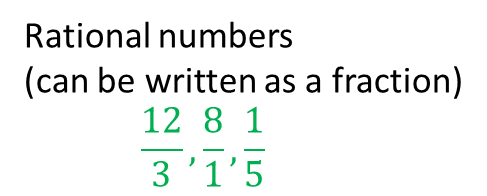 Rational numbers
(can be written as a fraction)
12/3, 8/1, 1/5